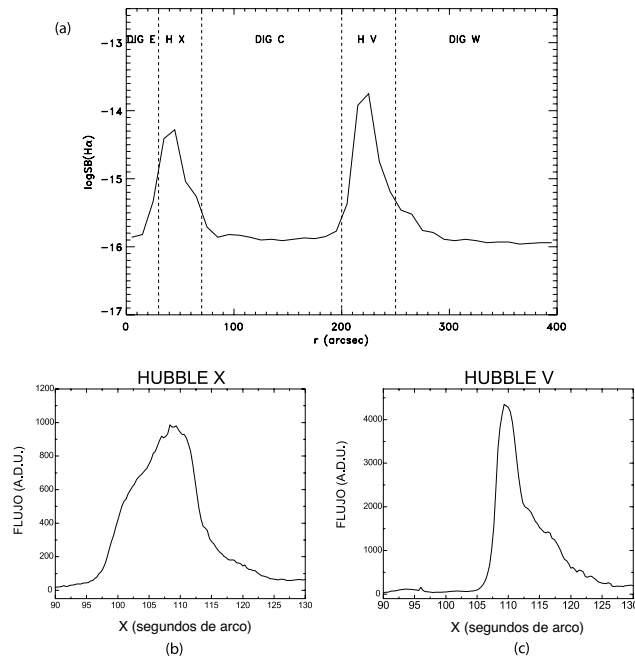 (a)
DIG E H X DIG C H V DIG W
-13
-14
-15
-16
-17
logSB(Hα)
0 100 200 300 400
r (arcsec)
HUBBLE X
1200
1000
800
600
400
200
0
FLUJO (A.D.U.)
90 95 100 105 110 115 120 125 130
X (segundos de arco)
(b)
HUBBLE V
4000
3000
2000
1000
0
FLUJO (A.D.U.)
90 95 100 105 110 115 120 125 130
X (segundos de arco)
(c)